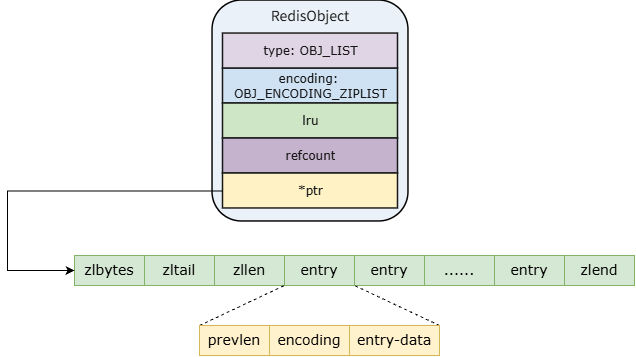 RedisObject
type: OBJ_LIST
encoding:
OBJ_ENCODING_ZIPLIST
lru
refcount
*ptr
zlbytes zltail zllen entry entry ...... entry zlend
prevlen encoding entry-data